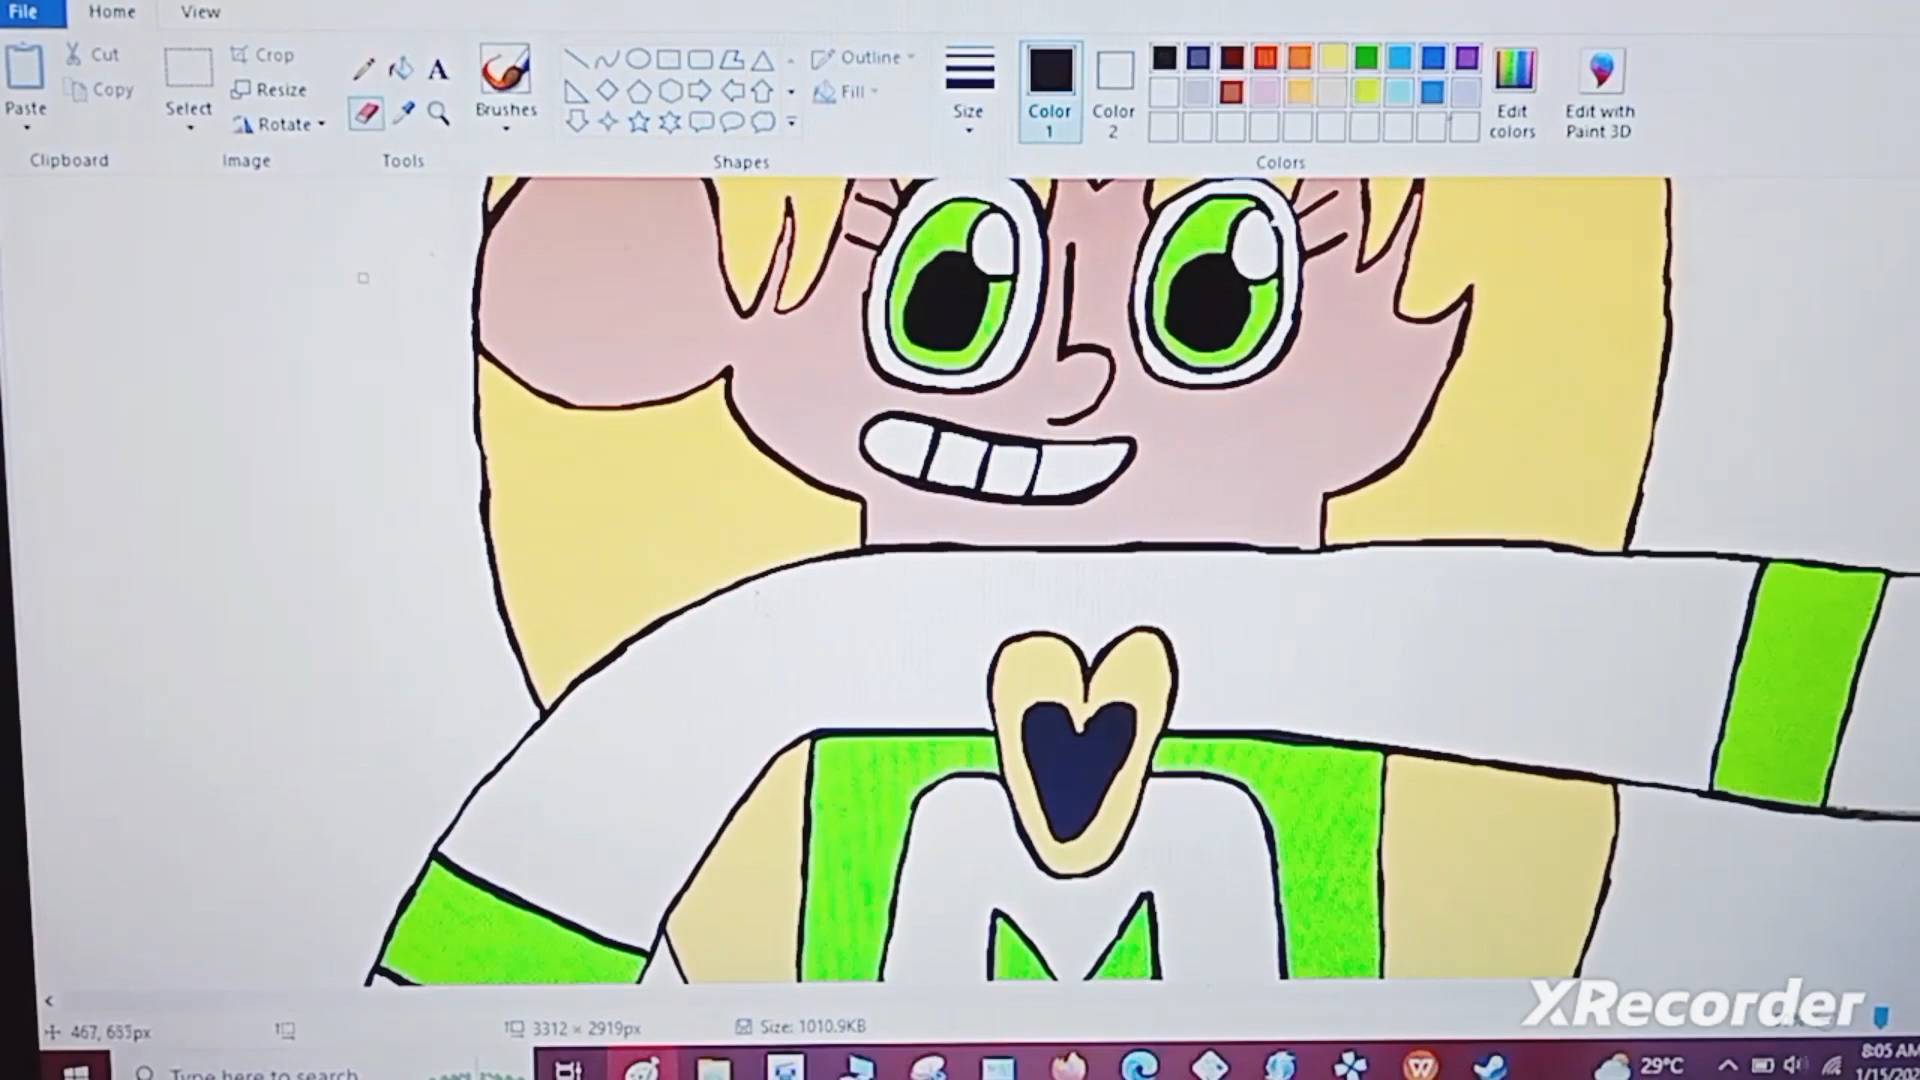 File Home View
Cut
Copy
Paste
Clipboard
Select
Crop
Resize
Rotate
Image
A
Tools
Brushes
Outline
Fill
Shapes
Size
Color 1
Color 2
Edit colors
Edit with Paint 3D
Colors
M
XRecorder
3312 × 2919px
Size: 1010.9KB
Type here to search
29°C
8:05 AM